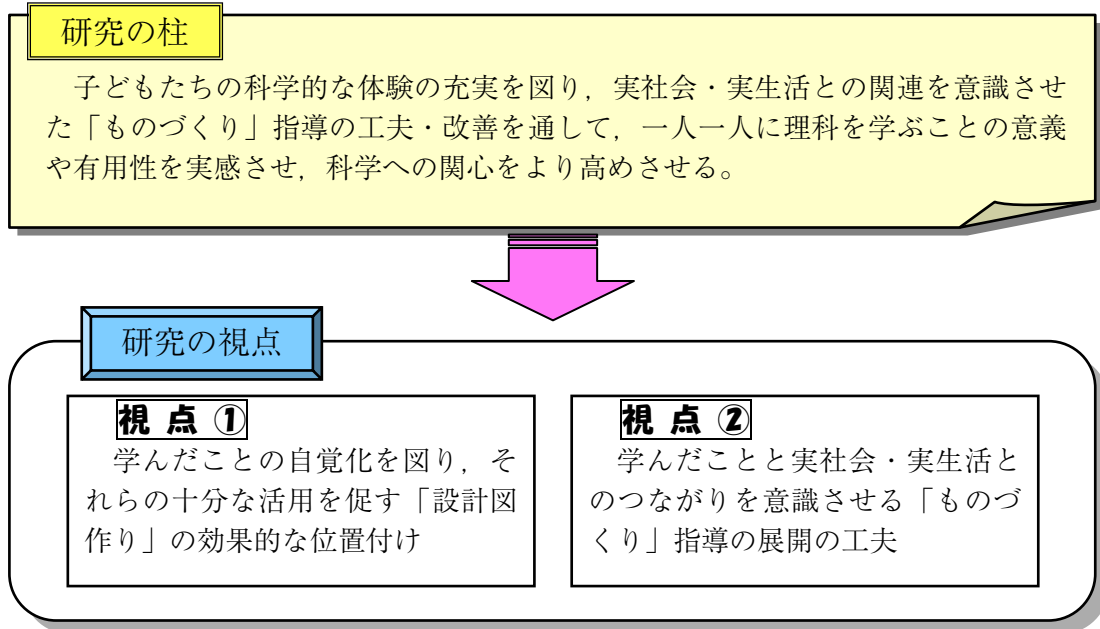 研究の柱
子どもたちの科学的な体験の充実を図り，実社会・実生活との関連を意識させ
た「ものづくり」指導の工夫・改善を通して，一人一人に理科を学ぶことの意義
や有用性を実感させ，科学への関心をより高めさせる。
研究の視点
視点①
学んだことの自覚化を図り，そ
れらの十分な活用を促す「設計図
作り」の効果的な位置付け
視点②
学んだことと実社会・実生活と
のつながりを意識させる「ものづ
くり」指導の展開の工夫